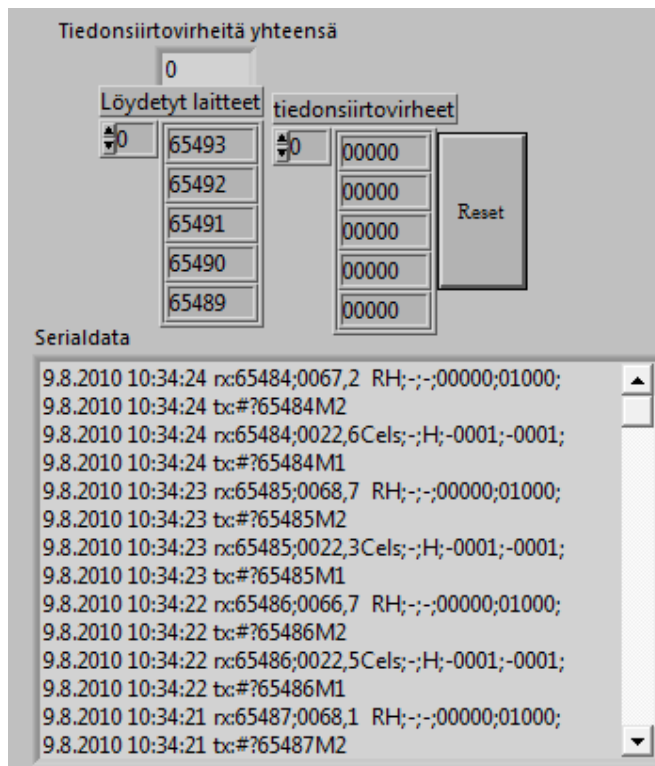 Tiedonsiirtovirheitä yhteensä
0
Löydetyt laitteet
0
65493
65492
65491
65490
65489
tiedonsiirtovirheet
0
00000
00000
00000
00000
00000
Reset
Serialdata
9.8.2010 10:34:24 rx:65484;0067,2  RH;-;-;00000;01000;
9.8.2010 10:34:24 tx:#?65484M2
9.8.2010 10:34:24 rx:65484;0022,6Cels;-;H;-0001;-0001;
9.8.2010 10:34:24 tx:#?65484M1
9.8.2010 10:34:23 rx:65485;0068,7  RH;-;-;00000;01000;
9.8.2010 10:34:23 tx:#?65485M2
9.8.2010 10:34:23 rx:65485;0022,3Cels;-;H;-0001;-0001;
9.8.2010 10:34:23 tx:#?65485M1
9.8.2010 10:34:22 rx:65486;0066,7  RH;-;-;00000;01000;
9.8.2010 10:34:22 tx:#?65486M2
9.8.2010 10:34:22 rx:65486;0022,5Cels;-;H;-0001;-0001;
9.8.2010 10:34:22 tx:#?65486M1
9.8.2010 10:34:21 rx:65487;0068,1  RH;-;-;00000;01000;
9.8.2010 10:34:21 tx:#?65487M2